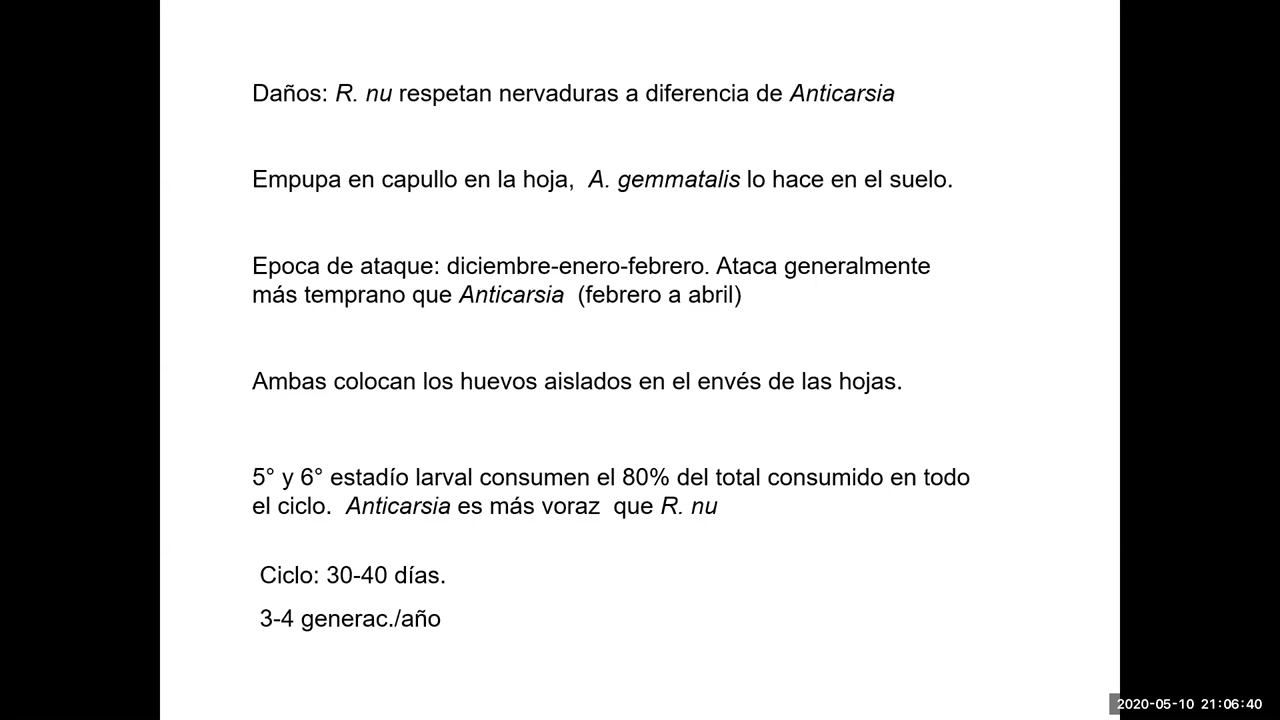 Daños: R. nu respetan nervaduras a diferencia de Anticarsia
Empupa en capullo en la hoja,  A. gemmatalis lo hace en el suelo.
Epoca de ataque: diciembre-enero-febrero. Ataca generalmente
más temprano que Anticarsia  (febrero a abril)
Ambas colocan los huevos aislados en el envés de las hojas.
5° y 6° estadío larval consumen el 80% del total consumido en todo
el ciclo.  Anticarsia es más voraz  que R. nu
Ciclo: 30-40 días.
3-4 generac./año
2020-05-10 21:06:40